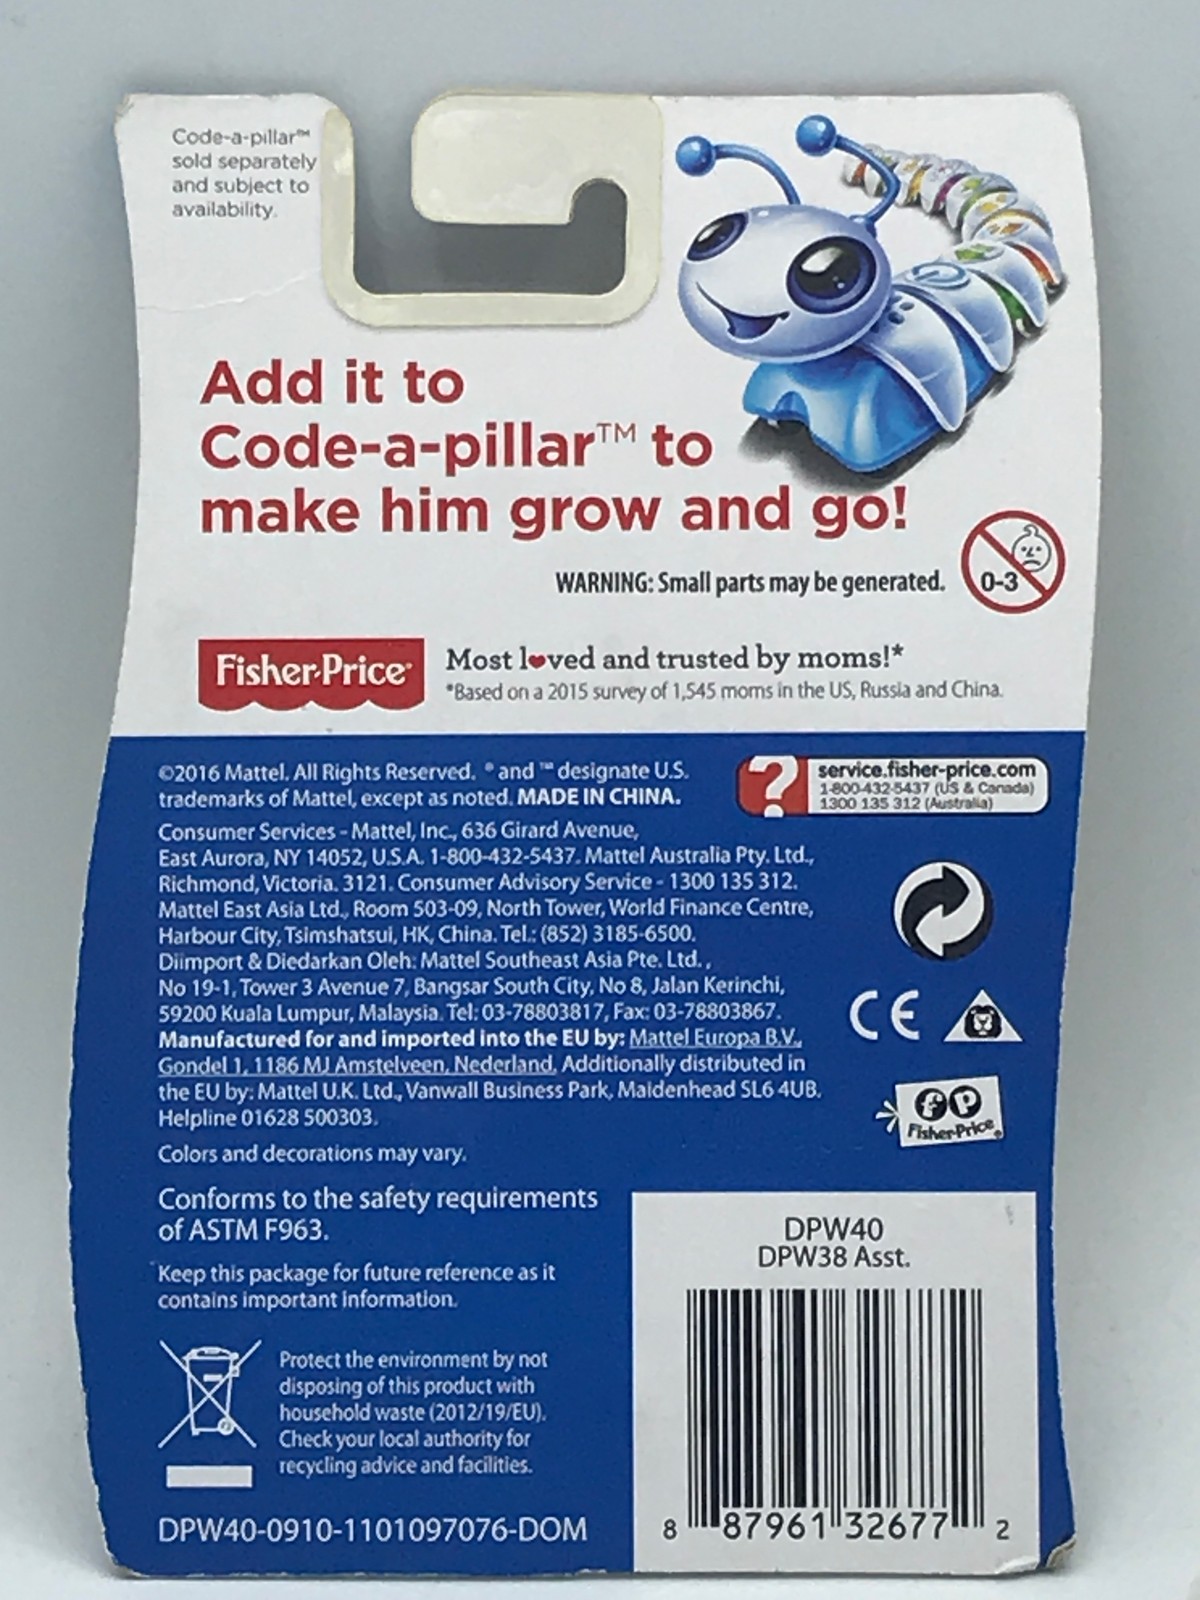 Code-a-pillar™
sold separately
and subject to
availability.
Add it to
Code-a-pillar™ to
make him grow and go!
WARNING: Small parts may be generated.
0-3
Fisher-Price®
Most loved and trusted by moms!*
*Based on a 2015 survey of 1,545 moms in the US, Russia and China.
©2016 Mattel. All Rights Reserved. ® and ™ designate U.S.
trademarks of Mattel, except as noted. MADE IN CHINA.
?
service.fisher-price.com
1-800-432-5437 (US & Canada)
1300 135 312 (Australia)
Consumer Services - Mattel, Inc., 636 Girard Avenue,
East Aurora, NY 14052, U.S.A. 1-800-432-5437. Mattel Australia Pty. Ltd.,
Richmond, Victoria. 3121. Consumer Advisory Service - 1300 135 312.
Mattel East Asia Ltd., Room 503-09, North Tower, World Finance Centre,
Harbour City, Tsimshatsui, HK, China. Tel.: (852) 3185-6500.
Diimport & Diedarkan Oleh: Mattel Southeast Asia Pte. Ltd.,
No 19-1, Tower 3 Avenue 7, Bangsar South City, No 8, Jalan Kerinchi,
59200 Kuala Lumpur, Malaysia. Tel: 03-78803817, Fax: 03-78803867.
Manufactured for and imported into the EU by: Mattel Europa B.V.,
Gondel 1, 1186 MJ Amstelveen, Nederland. Additionally distributed in
the EU by: Mattel U.K. Ltd., Vanwall Business Park, Maidenhead SL6 4UB.
Helpline 01628 500303.
CE
fp
Fisher-Price®
Colors and decorations may vary.
Conforms to the safety requirements
of ASTM F963.
Keep this package for future reference as it
contains important information.
Protect the environment by not
disposing of this product with
household waste (2012/19/EU).
Check your local authority for
recycling advice and facilities.
DPW40-0910-1101097076-DOM
DPW40
DPW38 Asst.
8 87961 32677 2